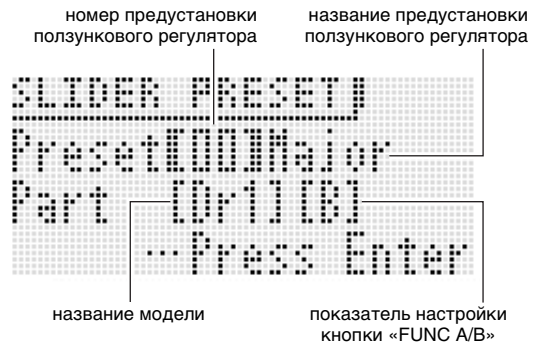 номер предустановки
ползункового регулятора
название предустановки
ползункового регулятора
SLIDER PRESET
Preset[00]Major
Part [Dr1][B]
…Press Enter
название модели
показатель настройки
кнопки «FUNC A/B»